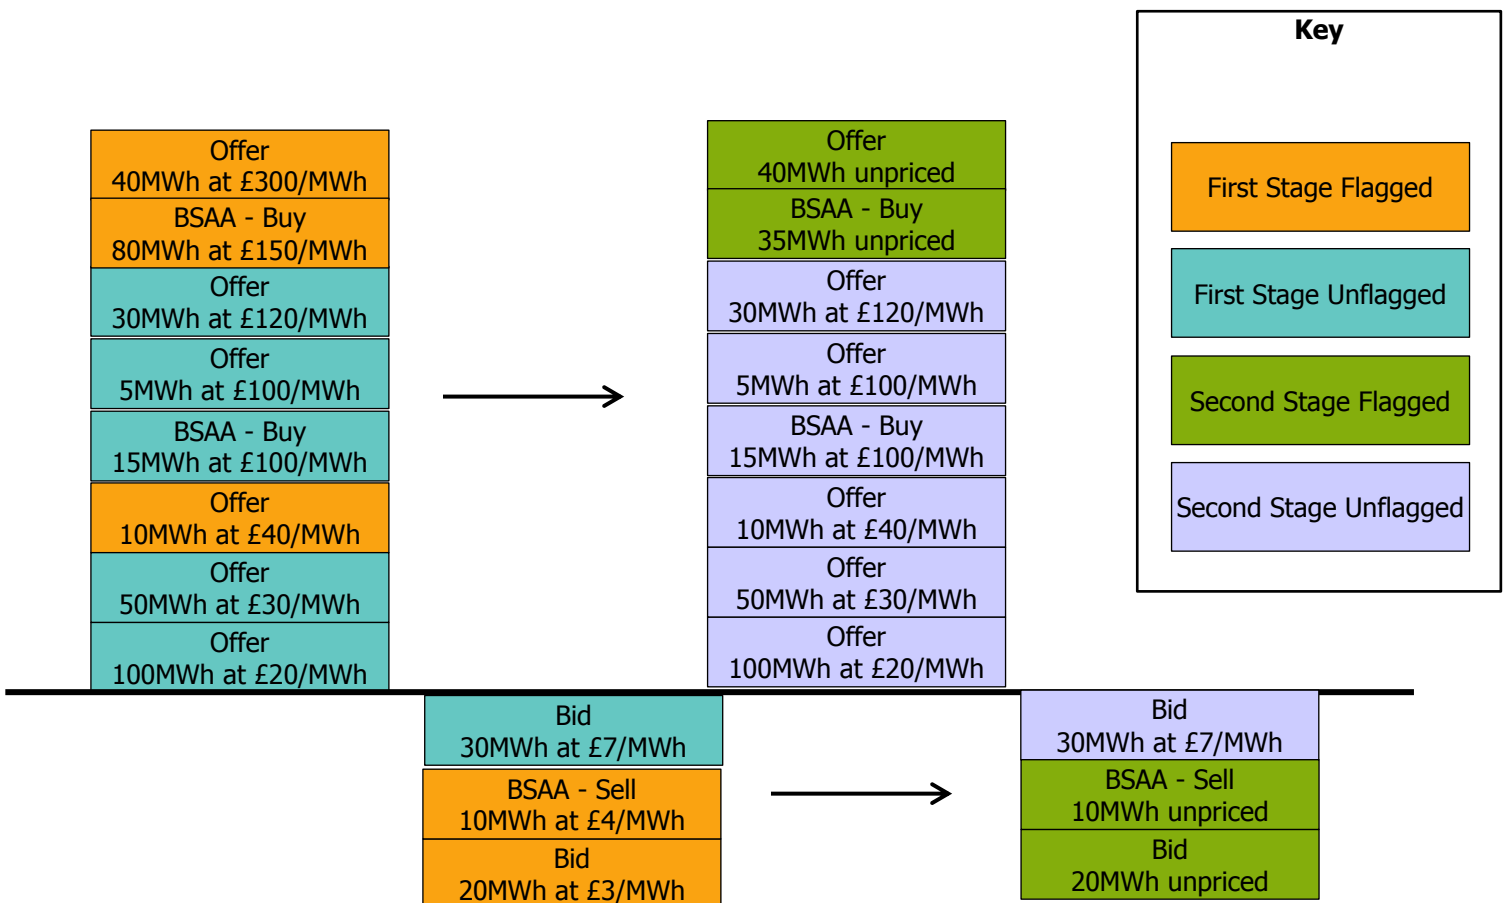 Key
First Stage Flagged
First Stage Unflagged
Second Stage Flagged
Second Stage Unflagged
Offer
40MWh at £300/MWh
BSAA - Buy
80MWh at £150/MWh
Offer
30MWh at £120/MWh
Offer
5MWh at £100/MWh
BSAA - Buy
15MWh at £100/MWh
Offer
10MWh at £40/MWh
Offer
50MWh at £30/MWh
Offer
100MWh at £20/MWh
Offer
40MWh unpriced
BSAA - Buy
35MWh unpriced
Offer
30MWh at £120/MWh
Offer
5MWh at £100/MWh
BSAA - Buy
15MWh at £100/MWh
Offer
10MWh at £40/MWh
Offer
50MWh at £30/MWh
Offer
100MWh at £20/MWh
Bid
30MWh at £7/MWh
BSAA - Sell
10MWh at £4/MWh
Bid
20MWh at £3/MWh
Bid
30MWh at £7/MWh
BSAA - Sell
10MWh unpriced
Bid
20MWh unpriced